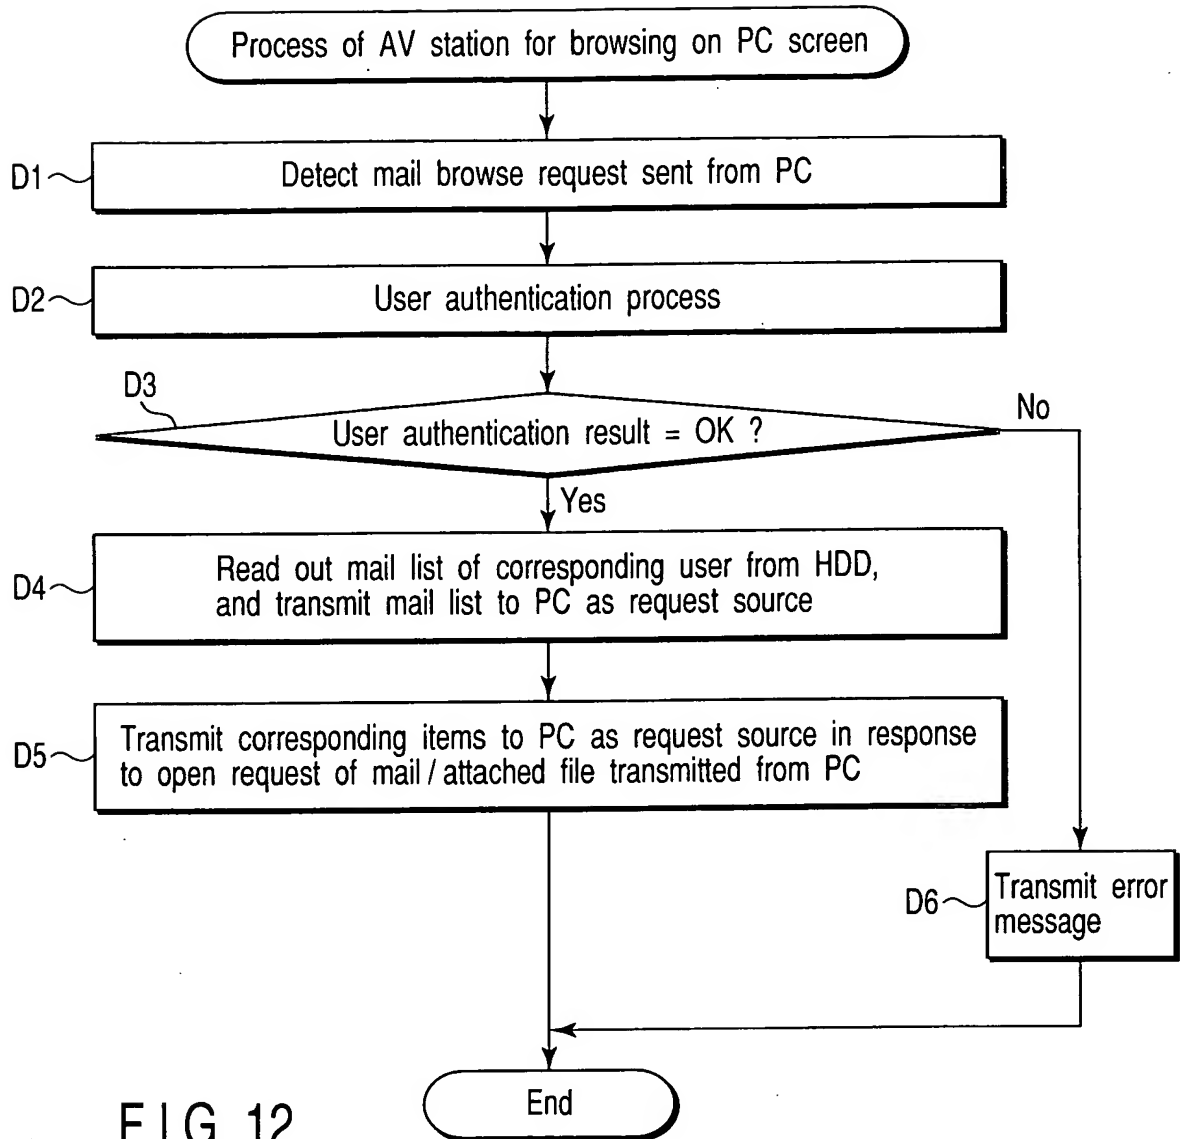 Process of AV station for browsing on PC screen
D1
Detect mail browse request sent from PC
D2
User authentication process
D3
User authentication result = OK ?
No
Yes
D4
Read out mail list of corresponding user from HDD,
and transmit mail list to PC as request source
D5
Transmit corresponding items to PC as request source in response
to open request of mail / attached file transmitted from PC
D6
Transmit error
message
End
FIG. 12